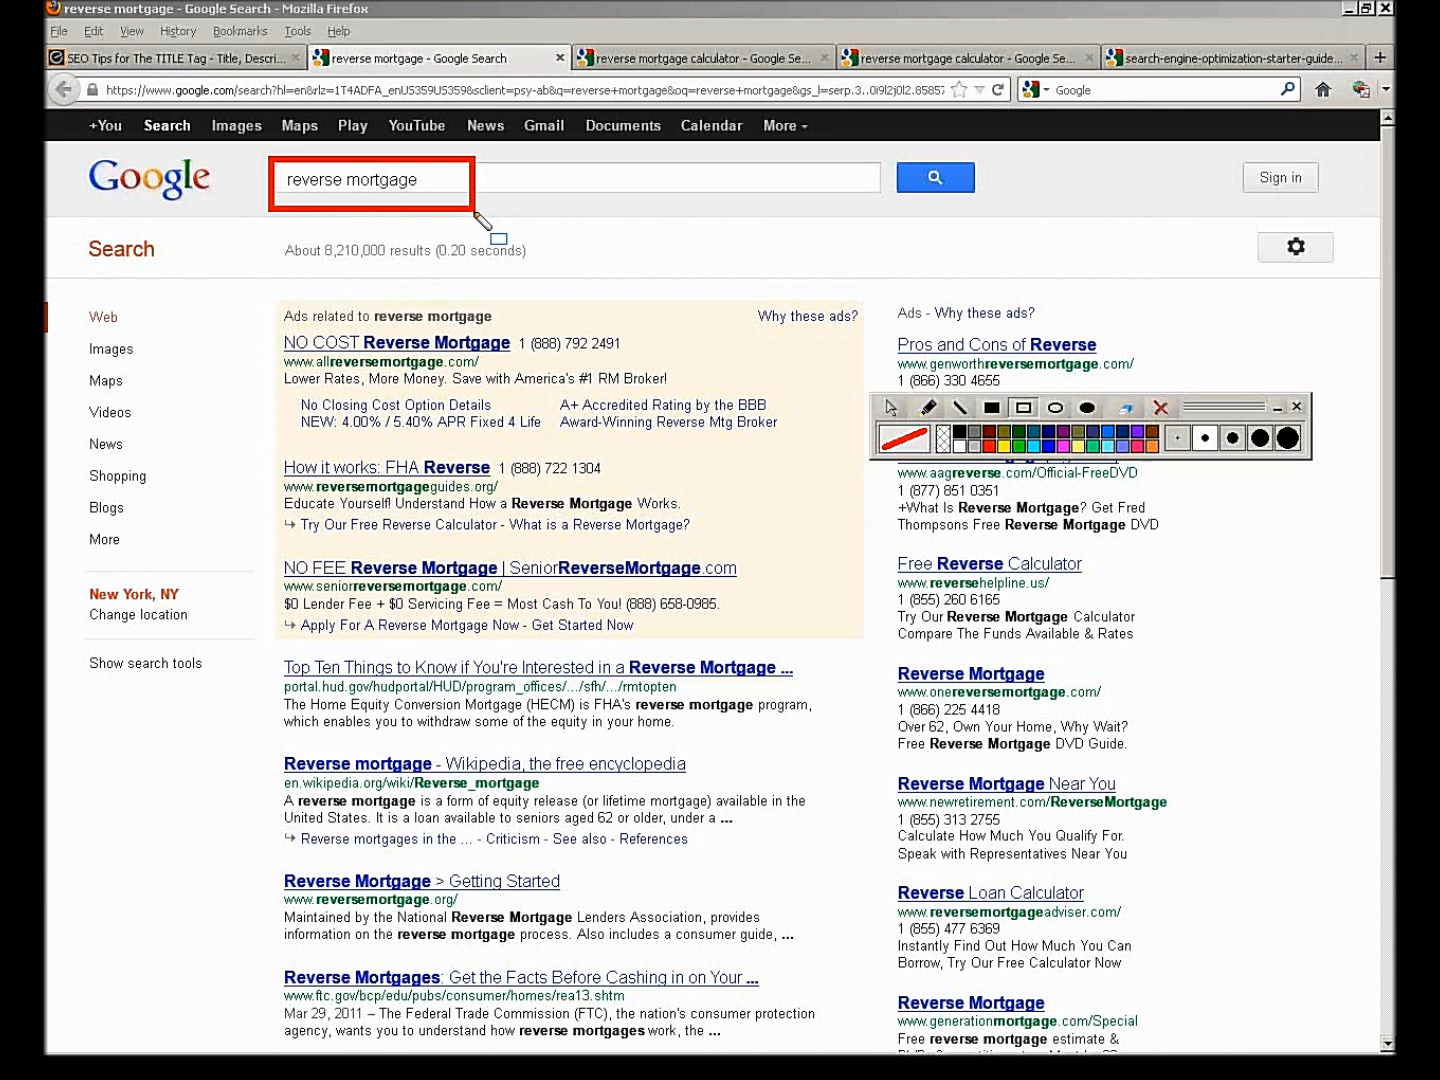 reverse mortgage - Google Search - Mozilla Firefox
File Edit View History Bookmarks Tools Help
SEO Tips for The TITLE Tag - Title, Descri...
reverse mortgage - Google Search
reverse mortgage calculator - Google Se...
reverse mortgage calculator - Google Se...
search-engine-optimization-starter-guide...
https://www.google.com/search?hl=en&rlz=1T4ADFA_enUS359US359&sclient=psy-ab&q=reverse+mortgage&oq=reverse+mortgage&gs_l=serp.3..0i9l2j0l2.85857
Google
+You Search Images Maps Play YouTube News Gmail Documents Calendar More
Google
reverse mortgage
Sign in
Search
About 8,210,000 results (0.20 seconds)
Web
Images
Maps
Videos
News
Shopping
Blogs
More
New York, NY
Change location
Show search tools
Ads related to reverse mortgage
Why these ads?
NO COST Reverse Mortgage 1 (888) 792 2491
www.allreversemortgage.com/
Lower Rates, More Money. Save with America's #1 RM Broker!
No Closing Cost Option Details A+ Accredited Rating by the BBB
NEW: 4.00% / 5.40% APR Fixed 4 Life Award-Winning Reverse Mtg Broker
How it works: FHA Reverse 1 (888) 722 1304
www.reversemortgageguides.org/
Educate Yourself! Understand How a Reverse Mortgage Works.
Try Our Free Reverse Calculator - What is a Reverse Mortgage?
NO FEE Reverse Mortgage | SeniorReverseMortgage.com
www.seniorreversemortgage.com/
$0 Lender Fee + $0 Servicing Fee = Most Cash To You! (888) 658-0985.
Apply For A Reverse Mortgage Now - Get Started Now
Top Ten Things to Know if You're Interested in a Reverse Mortgage ...
portal.hud.gov/hudportal/HUD/program_offices/.../sfh/.../rmtopten
The Home Equity Conversion Mortgage (HECM) is FHA's reverse mortgage program,
which enables you to withdraw some of the equity in your home.
Reverse mortgage - Wikipedia, the free encyclopedia
en.wikipedia.org/wiki/Reverse_mortgage
A reverse mortgage is a form of equity release (or lifetime mortgage) available in the
United States. It is a loan available to seniors aged 62 or older, under a ...
Reverse mortgages in the ... - Criticism - See also - References
Reverse Mortgage > Getting Started
www.reversemortgage.org/
Maintained by the National Reverse Mortgage Lenders Association, provides
information on the reverse mortgage process. Also includes a consumer guide, ...
Reverse Mortgages: Get the Facts Before Cashing in on Your ...
www.ftc.gov/bcp/edu/pubs/consumer/homes/rea13.shtm
Mar 29, 2011 – The Federal Trade Commission (FTC), the nation's consumer protection
agency, wants you to understand how reverse mortgages work, the ...
Ads - Why these ads?
Pros and Cons of Reverse
www.genworthreversemortgage.com/
1 (866) 330 4655
www.aagreverse.com/Official-FreeDVD
1 (877) 851 0351
+What Is Reverse Mortgage? Get Fred
Thompsons Free Reverse Mortgage DVD
Free Reverse Calculator
www.reversehelpline.us/
1 (855) 260 6165
Try Our Reverse Mortgage Calculator
Compare The Funds Available & Rates
Reverse Mortgage
www.onereversemortgage.com/
1 (866) 225 4418
Over 62, Own Your Home, Why Wait?
Free Reverse Mortgage DVD Guide.
Reverse Mortgage Near You
www.newretirement.com/ReverseMortgage
1 (855) 313 2755
Calculate How Much You Qualify For.
Speak with Representatives Near You
Reverse Loan Calculator
www.reversemortgageadviser.com/
1 (855) 477 6369
Instantly Find Out How Much You Can
Borrow, Try Our Free Calculator Now
Reverse Mortgage
www.generationmortgage.com/Special
Free reverse mortgage estimate &